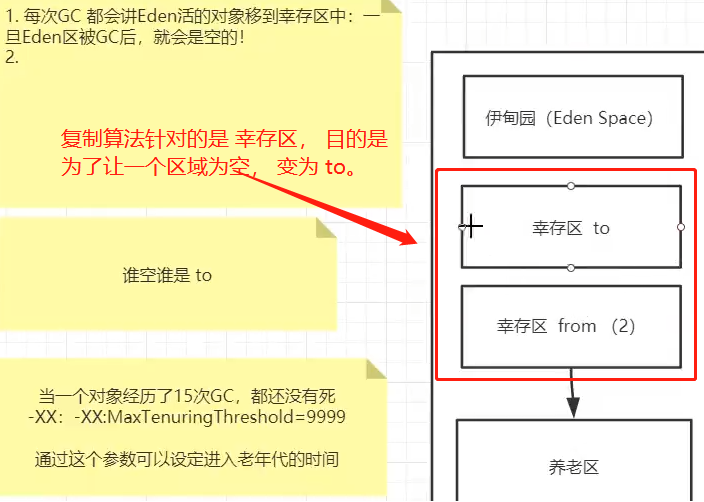 1. 每次GC 都会讲Eden活的对象移到幸存区中：一
旦Eden区被GC后，就会是空的！
2.
复制算法针对的是 幸存区， 目的是
为了让一个区域为空， 变为 to。
谁空谁是 to
当一个对象经历了15次GC，都还没有死
-XX：-XX:MaxTenuringThreshold=9999
通过这个参数可以设定进入老年代的时间
伊甸园（Eden Space）
幸存区 to
幸存区 from （2）
养老区